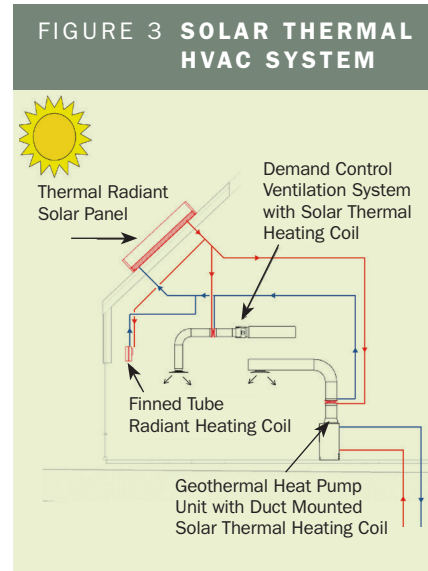 FIGURE 3 SOLAR THERMAL
HVAC SYSTEM
Thermal Radiant
Solar Panel
Demand Control
Ventilation System
with Solar Thermal
Heating Coil
Finned Tube
Radiant Heating Coil
Geothermal Heat Pump
Unit with Duct Mounted
Solar Thermal Heating Coil